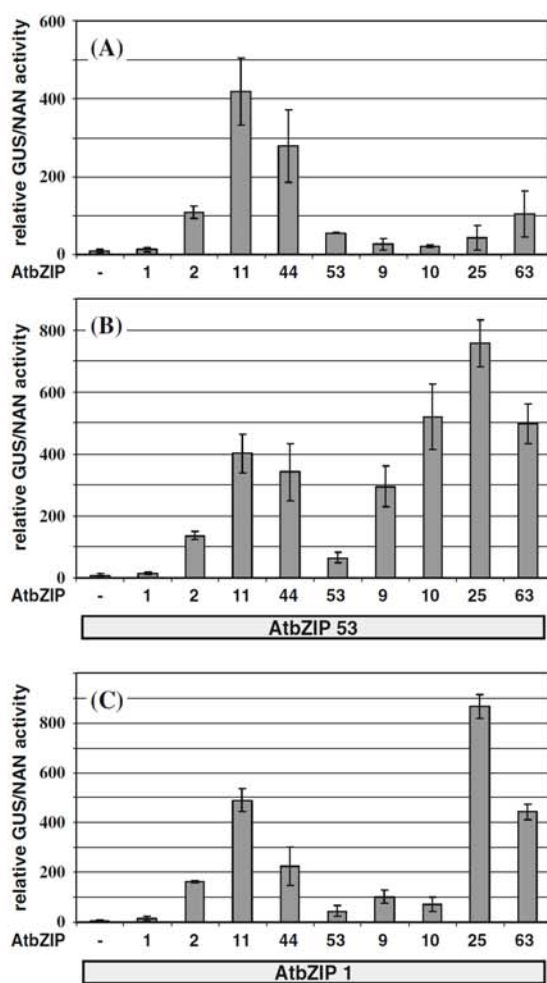 600
(A)
400
200
0
relative GUS/NAN activity
AtbZIP - 1 2 11 44 53 9 10 25 63
(B)
800
600
400
200
0
relative GUS/NAN activity
AtbZIP - 1 2 11 44 53 9 10 25 63
AtbZIP 53
(C)
800
600
400
200
0
relative GUS/NAN activity
AtbZIP - 1 2 11 44 53 9 10 25 63
AtbZIP 1